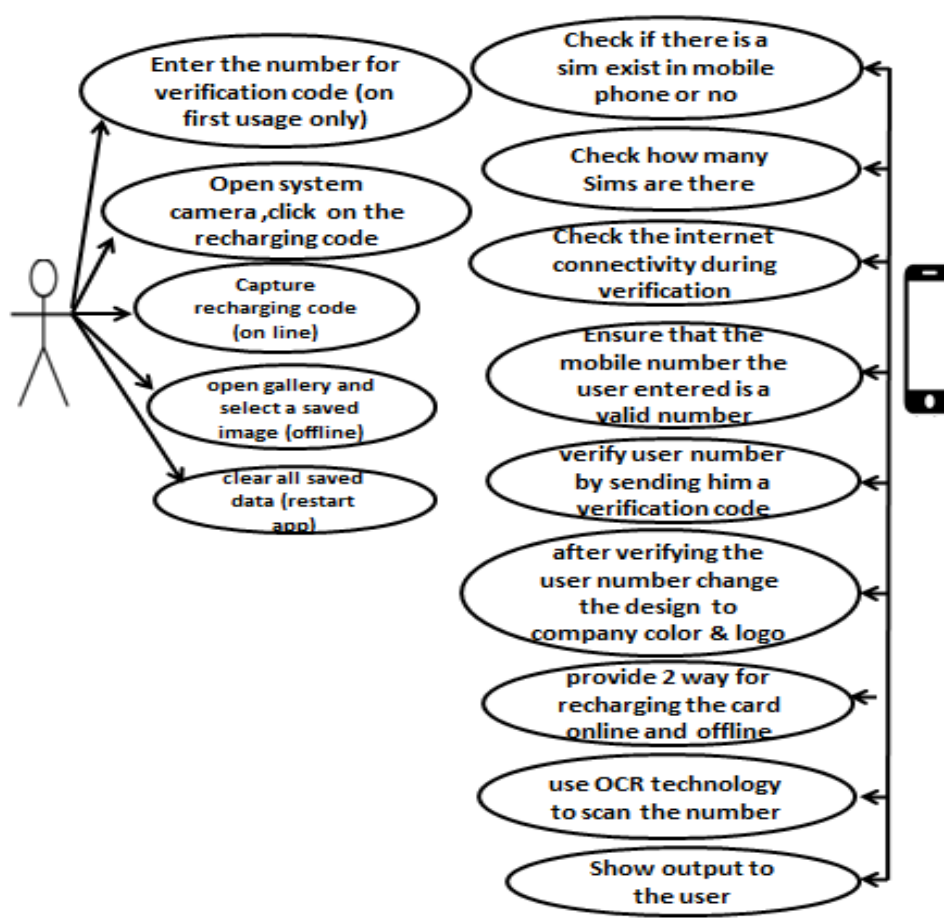 Enter the number for
verification code (on
first usage only)
Open system
camera ,click on the
recharging code
Capture
recharging code
(on line)
open gallery and
select a saved
image (offline)
clear all saved
data (restart
app)
Check if there is a
sim exist in mobile
phone or no
Check how many
Sims are there
Check the internet
connectivity during
verification
Ensure that the
mobile number the
user entered is a
valid number
verify user number
by sending him a
verification code
after verifying the
user number change
the design to
company color & logo
provide 2 way for
recharging the card
online and offline
use OCR technology
to scan the number
Show output to
the user